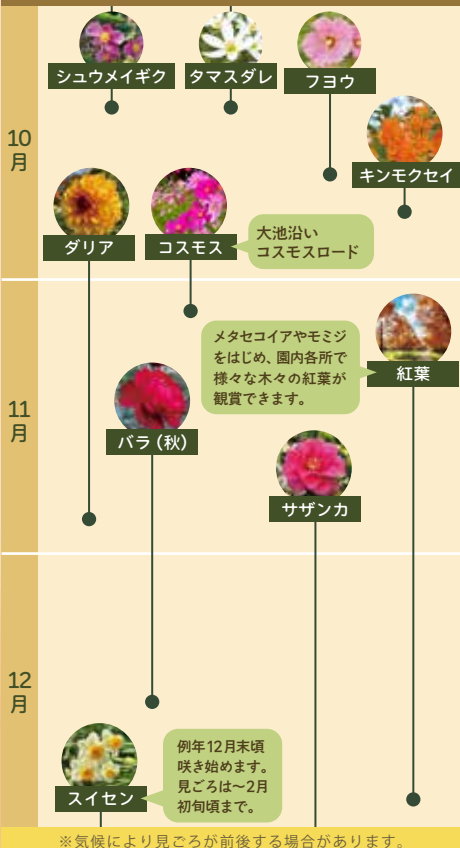 シュウメイギク
タマスダレ
フヨウ
10
月
キンモクセイ
ダリア
コスモス
大池沿い
コスモスロード
メタセコイアやモミジ
をはじめ、園内各所で
様々な木々の紅葉が
観賞できます。
紅葉
11
月
バラ（秋）
サザンカ
12
月
スイセン
例年12月末頃
咲き始めます。
見ごろは〜2月
初旬頃まで。
※気候により見ごろが前後する場合があります。